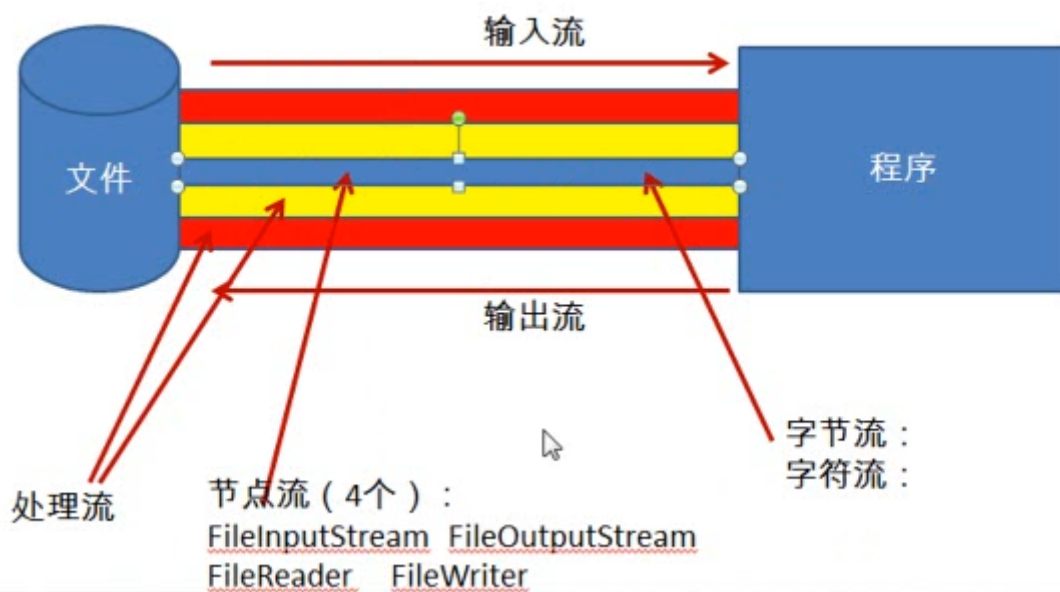 输入流
文件
程序
输出流
字节流：
字符流：
处理流
节点流（4个）：
FileInputStream FileOutputStream
FileReader FileWriter